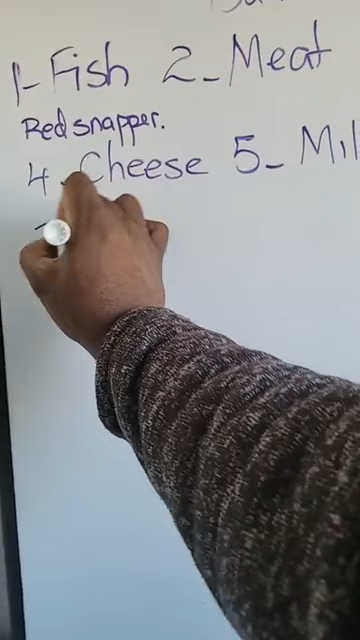 1- Fish 2- Meat
Red snapper.
4- Cheese 5- Mil